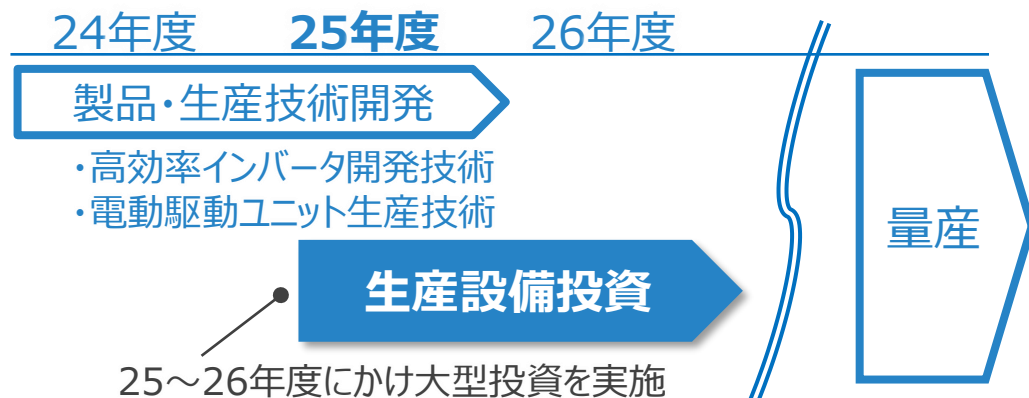 24年度 25年度 26年度
製品・生産技術開発
・高効率インバータ開発技術
・電動駆動ユニット生産技術
生産設備投資
量産
25～26年度にかけ大型投資を実施